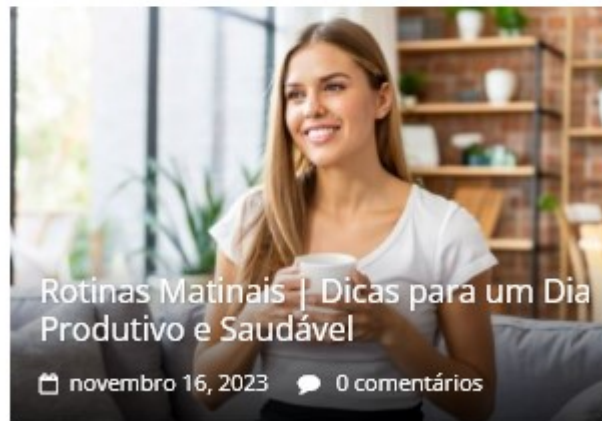 Rotinas Matinais | Dicas para um Dia
Produtivo e Saudável
novembro 16, 2023 0 comentários